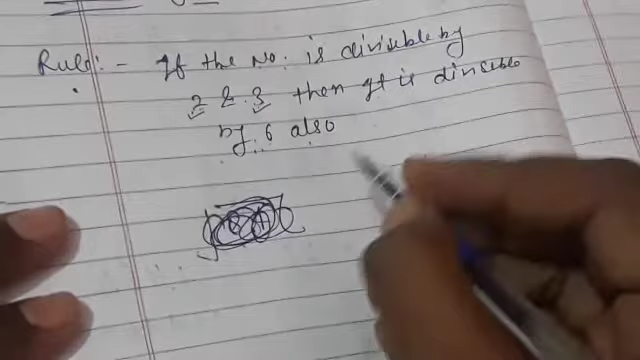 Rule:- If the No. is divisible by
2 & 3 then It is divisible
by 6 also